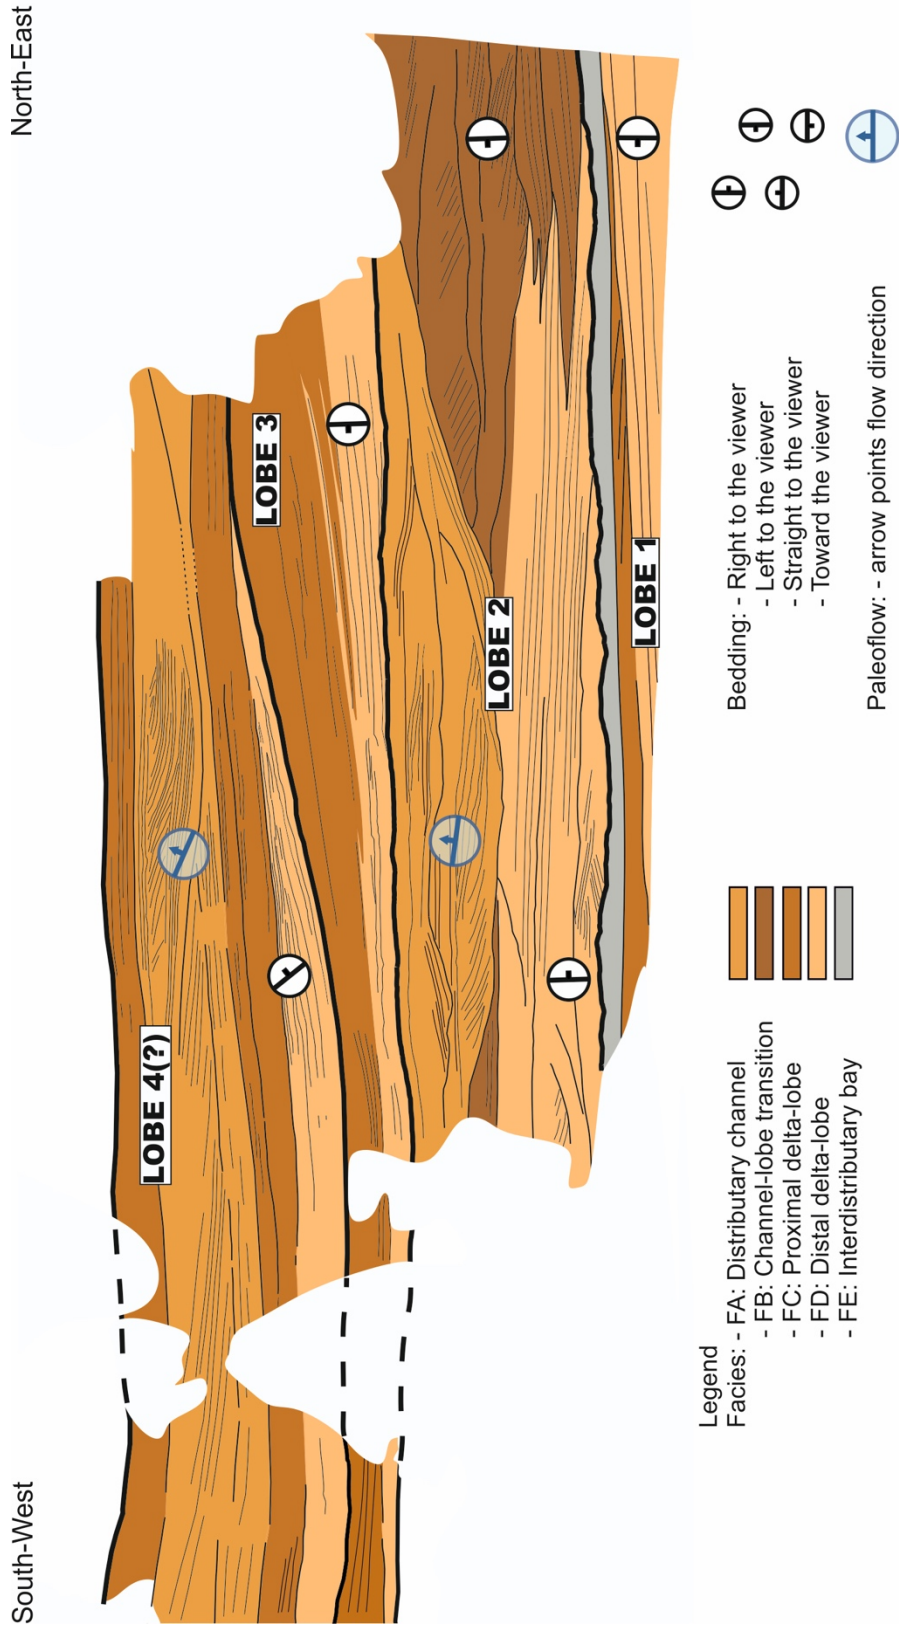 South-West
North-East
LOBE 4(?)
LOBE 3
LOBE 2
LOBE 1
Legend
Facies: - FA: Distributary channel
- FB: Channel-lobe transition
- FC: Proximal delta-lobe
- FD: Distal delta-lobe
- FE: Interdistributary bay
Bedding: - Right to the viewer
- Left to the viewer
- Straight to the viewer
- Toward the viewer
Paleoflow: - arrow points flow direction